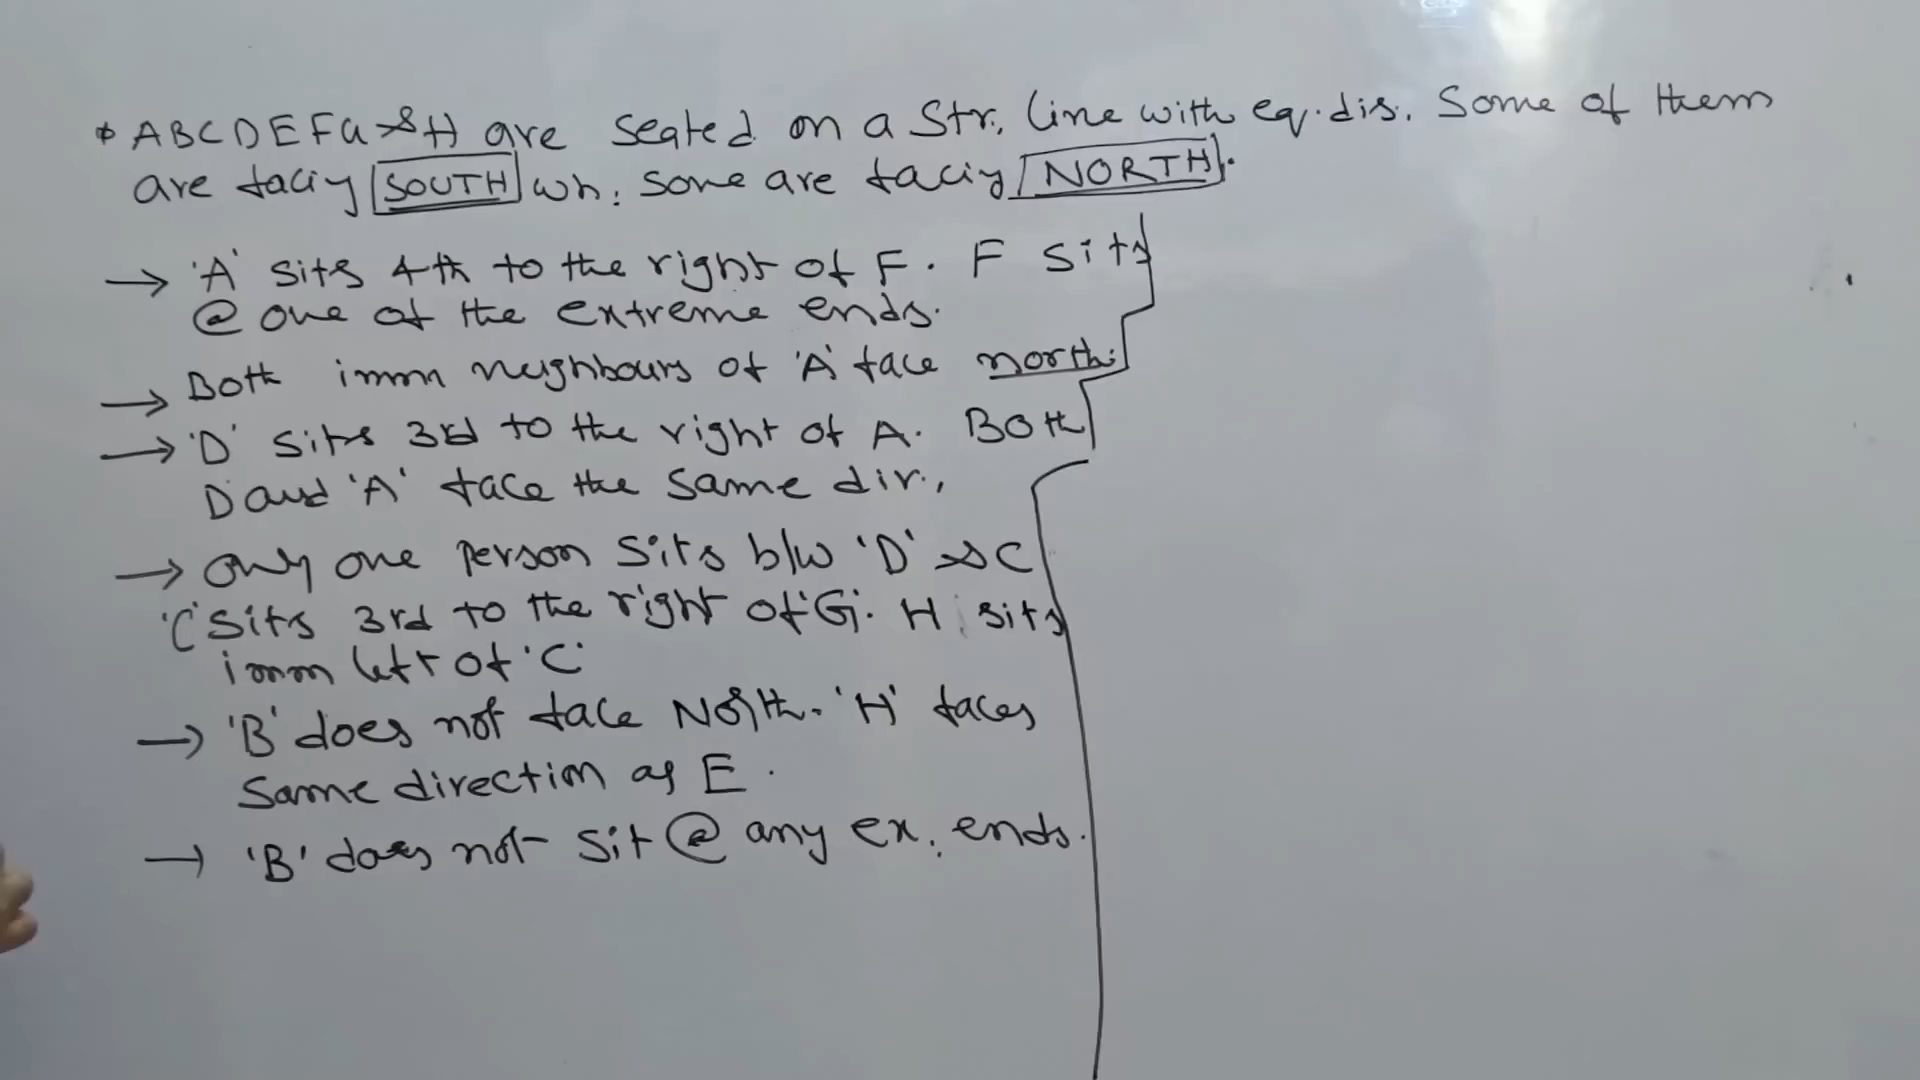 * A B C D E F G & H are seated on a Str. line with eq. dis. Some of them
are facing SOUTH wh. some are facing NORTH.
→ 'A' sits 4th to the right of F. F sits
@ one of the extreme ends.
→ Both imm neighbours of 'A' face north.
→ 'D' sits 3rd to the right of A. Both
D and 'A' face the same dir.,
→ only one person sits b/w 'D' & C
'C' sits 3rd to the right of 'G'. H sits
imm left of 'C'
→ 'B' does not face North. 'H' faces
Same direction as E.
→ 'B' does not sit @ any ex. ends.